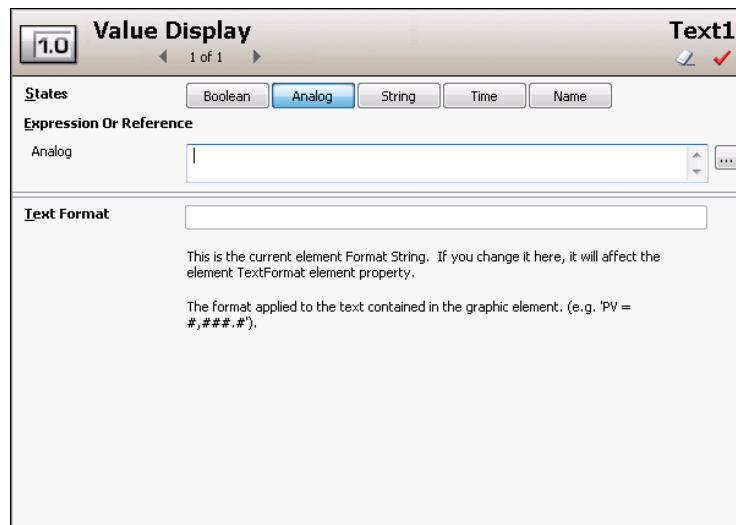 1.0 Value Display Text1
1 of 1
States Boolean Analog String Time Name
Expression Or Reference
Analog ...
Text Format
This is the current element Format String. If you change it here, it will affect the
element TextFormat element property.
The format applied to the text contained in the graphic element. (e.g. 'PV =
#,###.#').